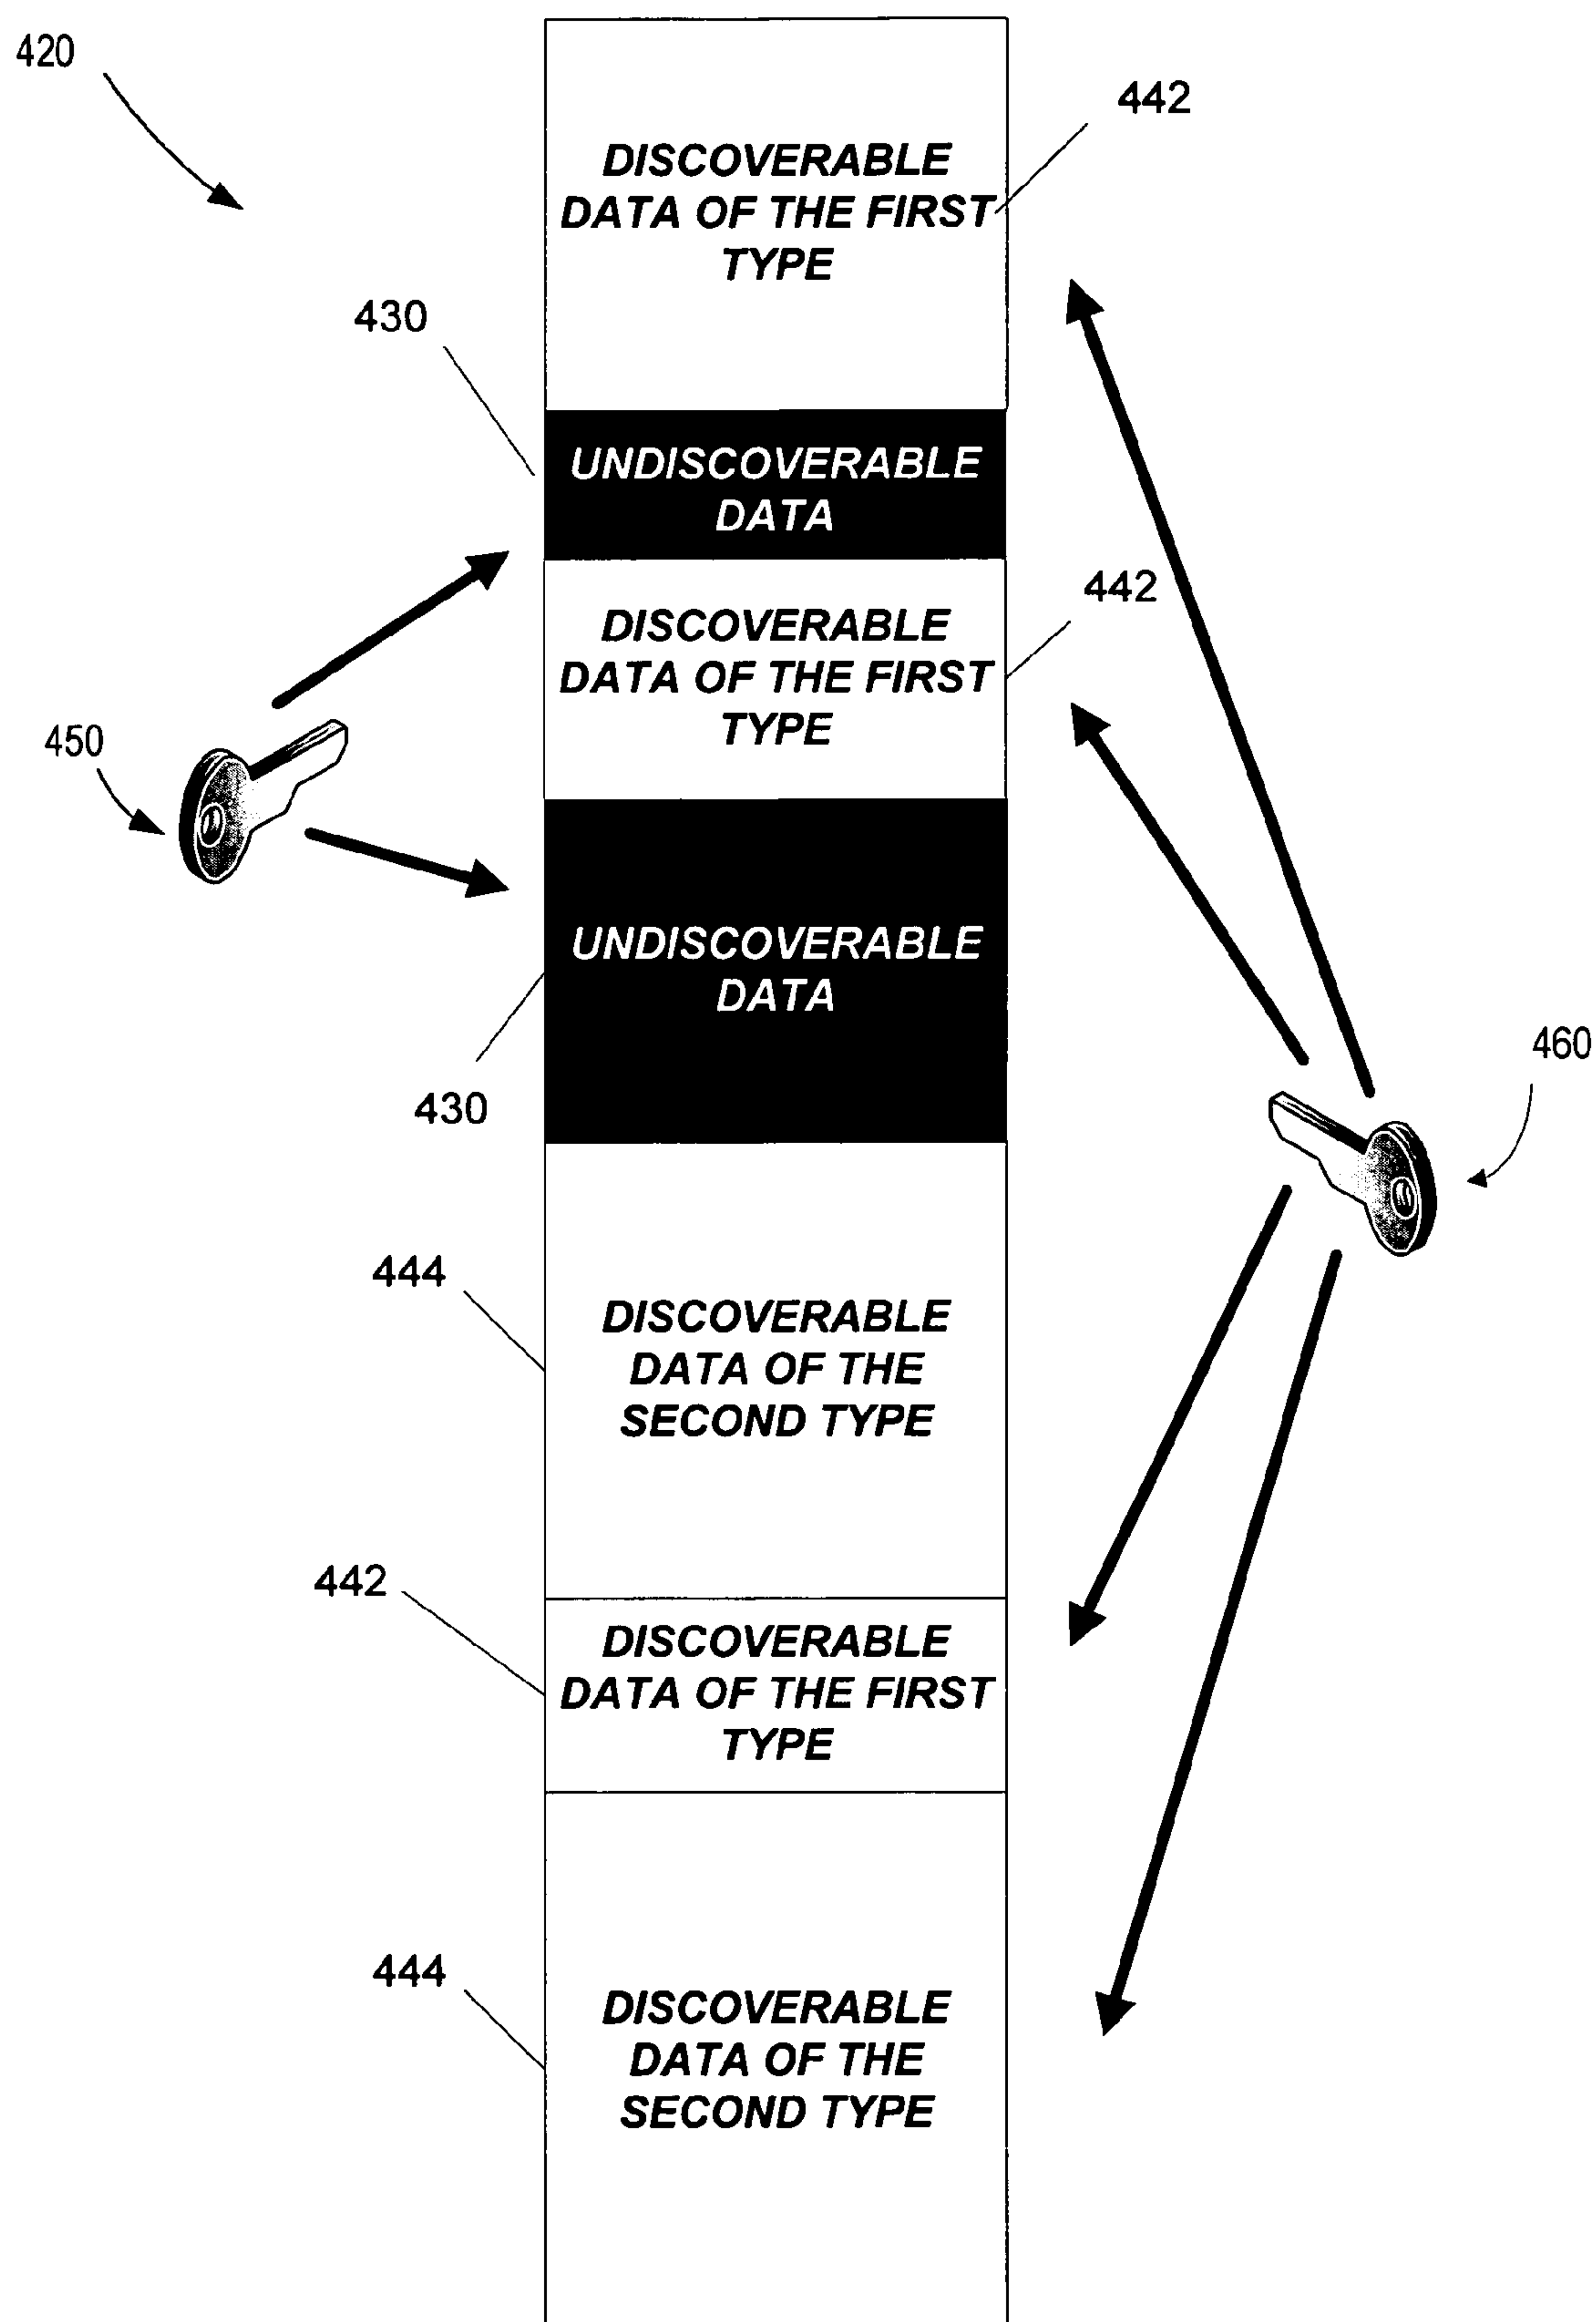 420
442
DISCOVERABLE
DATA OF THE FIRST
TYPE
430
UNDISCOVERABLE
DATA
442
DISCOVERABLE
DATA OF THE FIRST
TYPE
450
UNDISCOVERABLE
DATA
430
460
444
DISCOVERABLE
DATA OF THE
SECOND TYPE
442
DISCOVERABLE
DATA OF THE FIRST
TYPE
444
DISCOVERABLE
DATA OF THE
SECOND TYPE